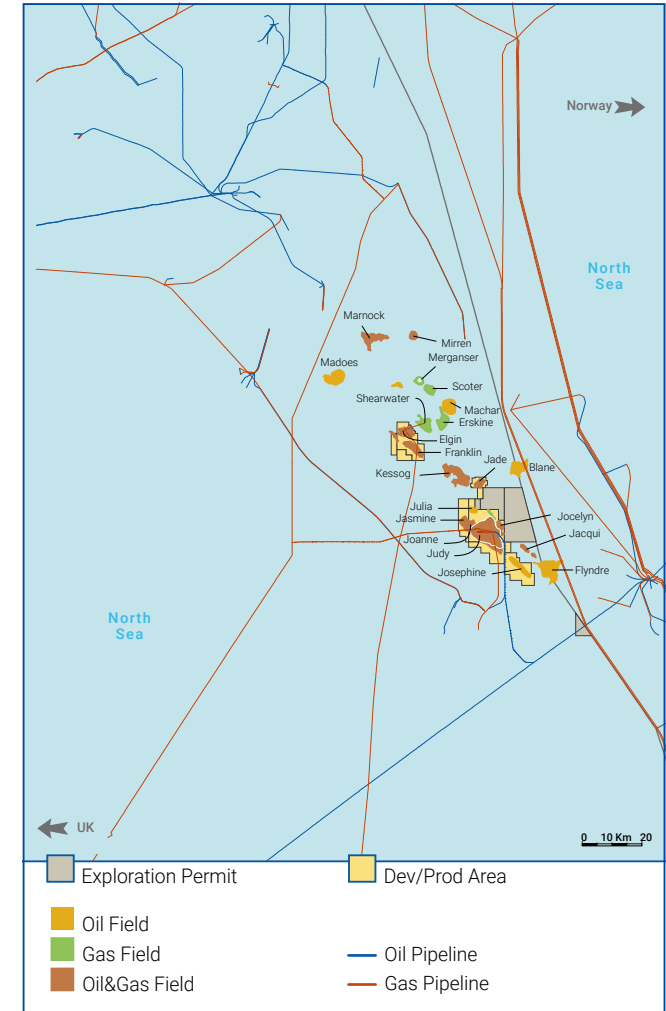 Norway
North
Sea
Marnock
Mirren
Merganser
Madoes
Scoter
Shearwater
Machar
Erskine
Elgin
Franklin
Jade
Blane
Kessog
Julia
Jocelyn
Jasmine
Jacqui
Joanne
Judy
Josephine
Flyndre
North
Sea
UK
0 10 Km 20
Exploration Permit
Dev/Prod Area
Oil Field
Gas Field
Oil Pipeline
Oil&Gas Field
Gas Pipeline